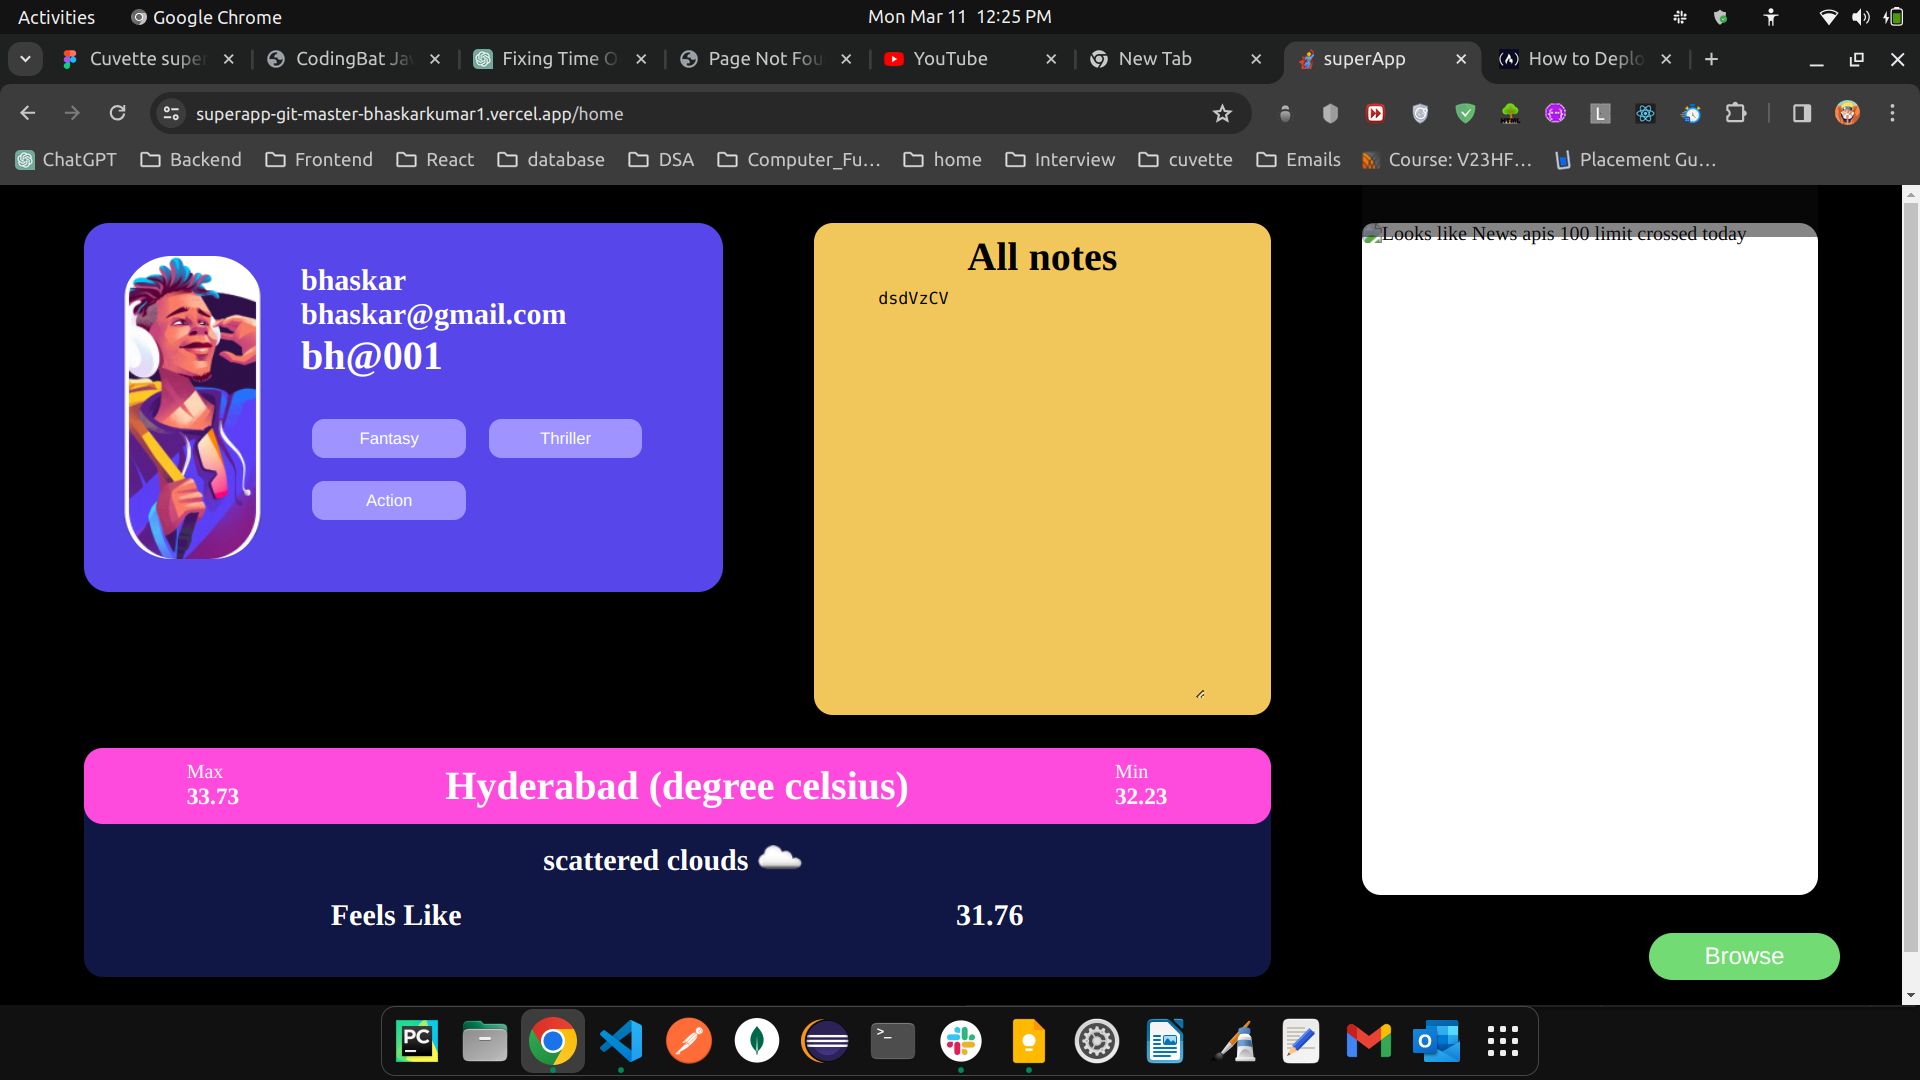 Activities
Google Chrome
Mon Mar 11 12:25 PM
Cuvette super
CodingBat Jav
Fixing Time O
Page Not Fou
YouTube
New Tab
superApp
How to Deplo
superapp-git-master-bhaskarkumar1.vercel.app/home
ChatGPT
Backend
Frontend
React
database
DSA
Computer_Fu...
home
Interview
cuvette
Emails
Course: V23HF...
Placement Gu...
bhaskar
bhaskar@gmail.com
bh@001
Fantasy
Thriller
Action
All notes
dsdVzCV
Looks like News apis 100 limit crossed today
Max
33.73
Hyderabad (degree celsius)
Min
32.23
scattered clouds
Feels Like
31.76
Browse